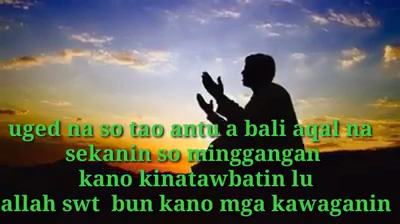 uged na so tao antu a bali aqal na
sekanin so minggangan
kano kinatawbatin lu
allah swt bun kano mga kawaganin